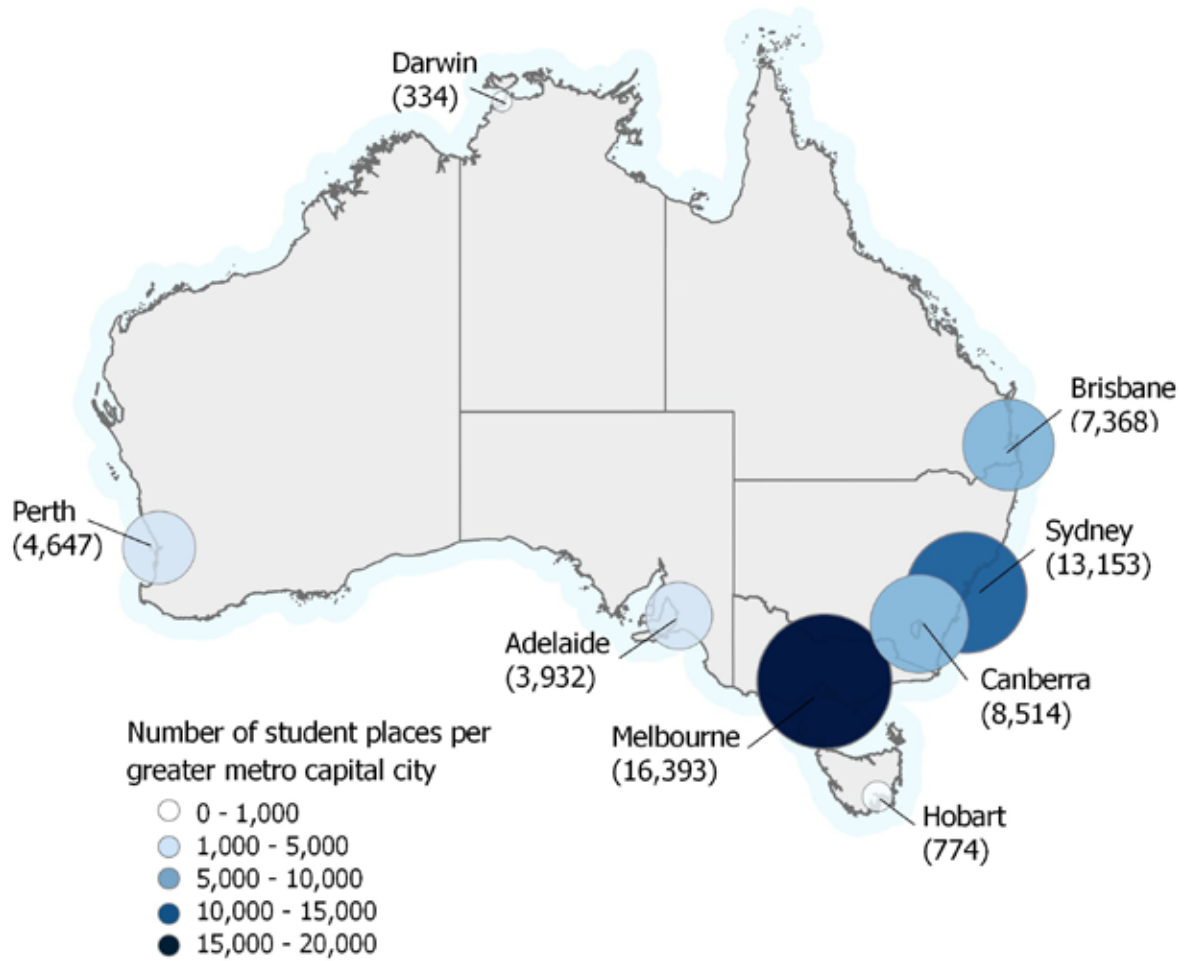 Darwin
(334)
Brisbane
(7,368)
Perth
(4,647)
Sydney
(13,153)
Adelaide
(3,932)
Canberra
(8,514)
Melbourne
(16,393)
Hobart
(774)
Number of student places per
greater metro capital city
0 - 1,000
1,000 - 5,000
5,000 - 10,000
10,000 - 15,000
15,000 - 20,000